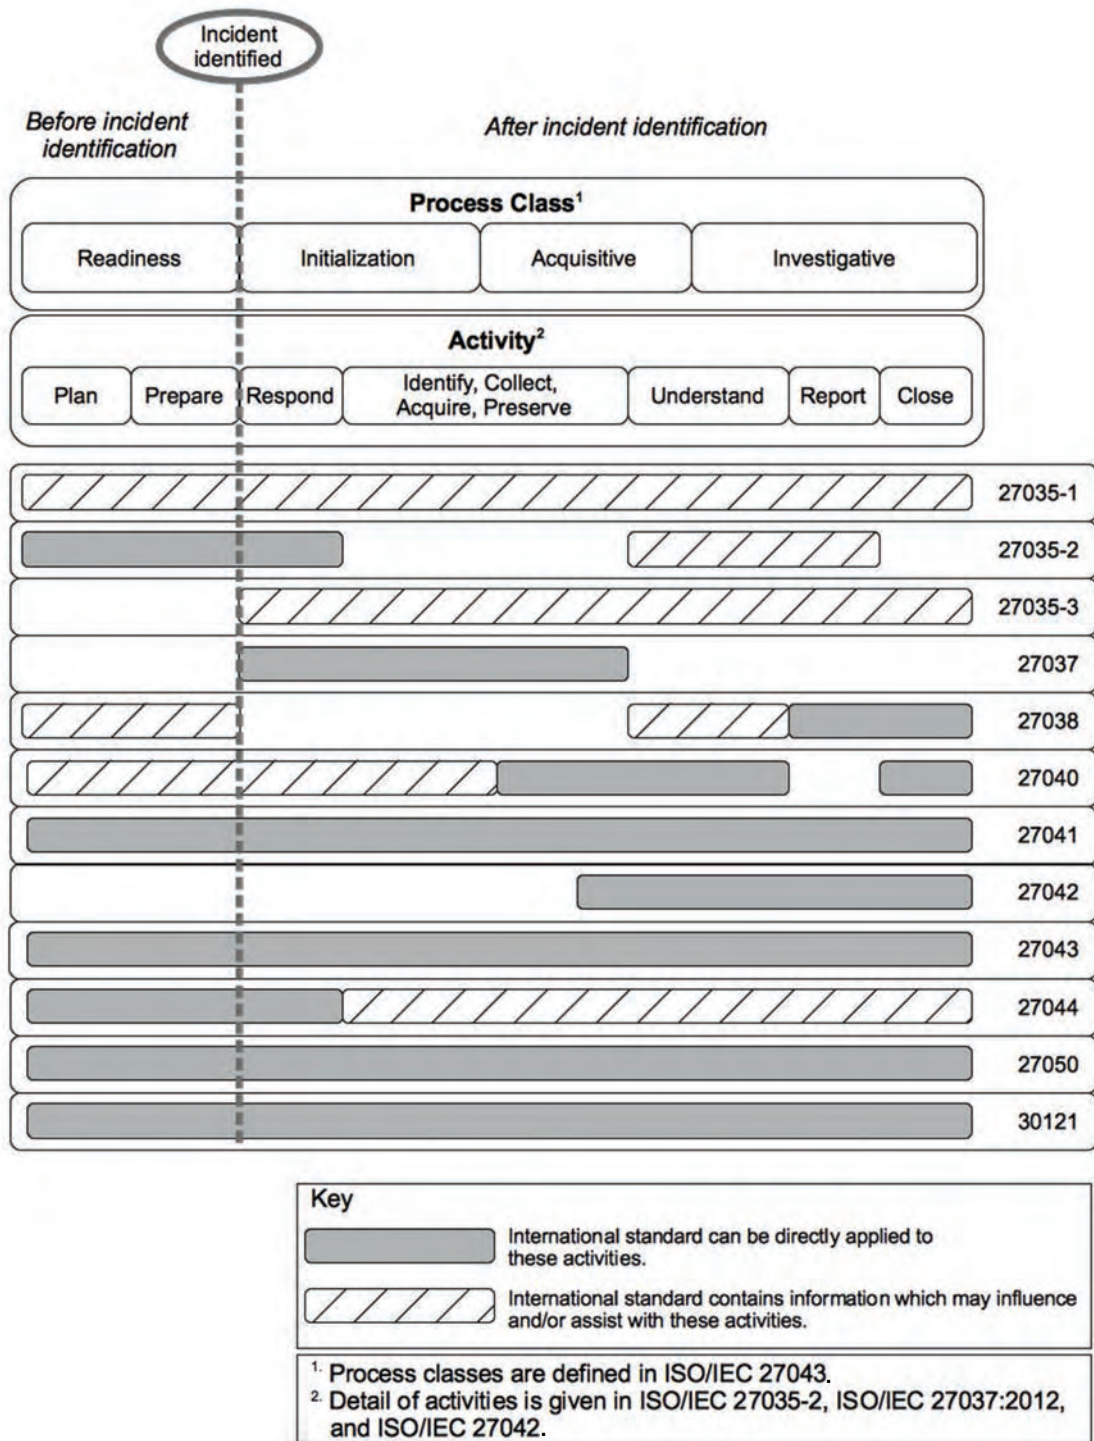 Incident
identified
Before incident
identification
After incident identification
Process Class¹
Readiness
Initialization
Acquisitive
Investigative
Activity²
Plan
Prepare
Respond
Identify, Collect,
Acquire, Preserve
Understand
Report
Close
27035-1
27035-2
27035-3
27037
27038
27040
27041
27042
27043
27044
27050
30121
Key
International standard can be directly applied to
these activities.
International standard contains information which may influence
and/or assist with these activities.
¹· Process classes are defined in ISO/IEC 27043.
²· Detail of activities is given in ISO/IEC 27035-2, ISO/IEC 27037:2012,
and ISO/IEC 27042.